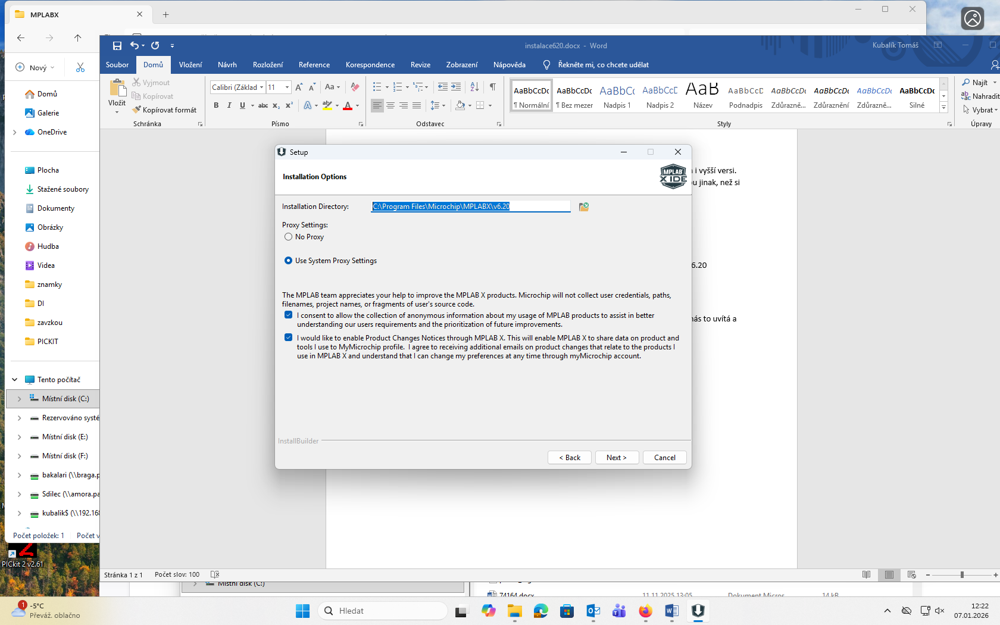 MPLABX
Nový
instalace620.docx - Word
Kubalík Tomáš
Soubor
Domů
Vložení
Návrh
Rozložení
Reference
Korespondence
Revize
Zobrazení
Nápověda
Řekněte mi, co chcete udělat
Vložit
Vyjmout
Kopírovat
Kopírovat formát
Schránka
Calibri (Základ
11
Aa
B I U abc x₂ x²
A
Písmo
Odstavec
AaBbCcDc
¶ Normální
AaBbCcDc
¶ Bez mezer
AaBbCc
Nadpis 1
AaBbCcD
Nadpis 2
AaB
Název
AaBbCcD
Podnadpis
AaBbCcDc
Zdůrazně...
AaBbCcDc
Zdůraznění
AaBbCcDc
Zdůrazně...
AaBbCcDc
Silné
Styly
Najít
Nahradit
Vybrat
Úpravy
Domů
Galerie
OneDrive
Plocha
Stažené soubory
Dokumenty
Obrázky
Hudba
Videa
znamky
DI
zavzkou
PICKIT
Tento počítač
Místní disk (C:)
Rezervováno systé
Místní disk (E:)
Místní disk (F:)
bakalari (\\braga.p
Sdilec (\\amora.pa
kubalik$ (\\192.168
Počet položek: 1
Počet v
PICkit 2 v2.61
i vyšší versi.
u jinak, než si
6.20
nás to uvítá a
Setup
Installation Options
MPLAB
X IDE
Installation Directory:
C:\Program Files\Microchip\MPLABX\v6.20
Proxy Settings:
No Proxy
Use System Proxy Settings
The MPLAB team appreciates your help to improve the MPLAB X products. Microchip will not collect user credentials, paths,
filenames, project names, or fragments of user's source code.
I consent to allow the collection of anonymous information about my usage of MPLAB products to assist in better
understanding our users requirements and the prioritization of future improvements.
I would like to enable Product Changes Notices through MPLAB X. This will enable MPLAB X to share data on product and
tools I use to MyMicrochip profile.  I agree to receiving additional emails on product changes that relate to the products I
use in MPLAB X and understand that I can change my preferences at any time through myMicrochip account.
InstallBuilder
< Back
Next >
Cancel
Stránka 1 z 1
Počet slov: 100
Místní disk (C:)
74164.docx
11.11.2025 13:05
Dokument Micros
14 kB
1
-5°C
Převáž. oblačno
Hledat
12:22
07.01.2026